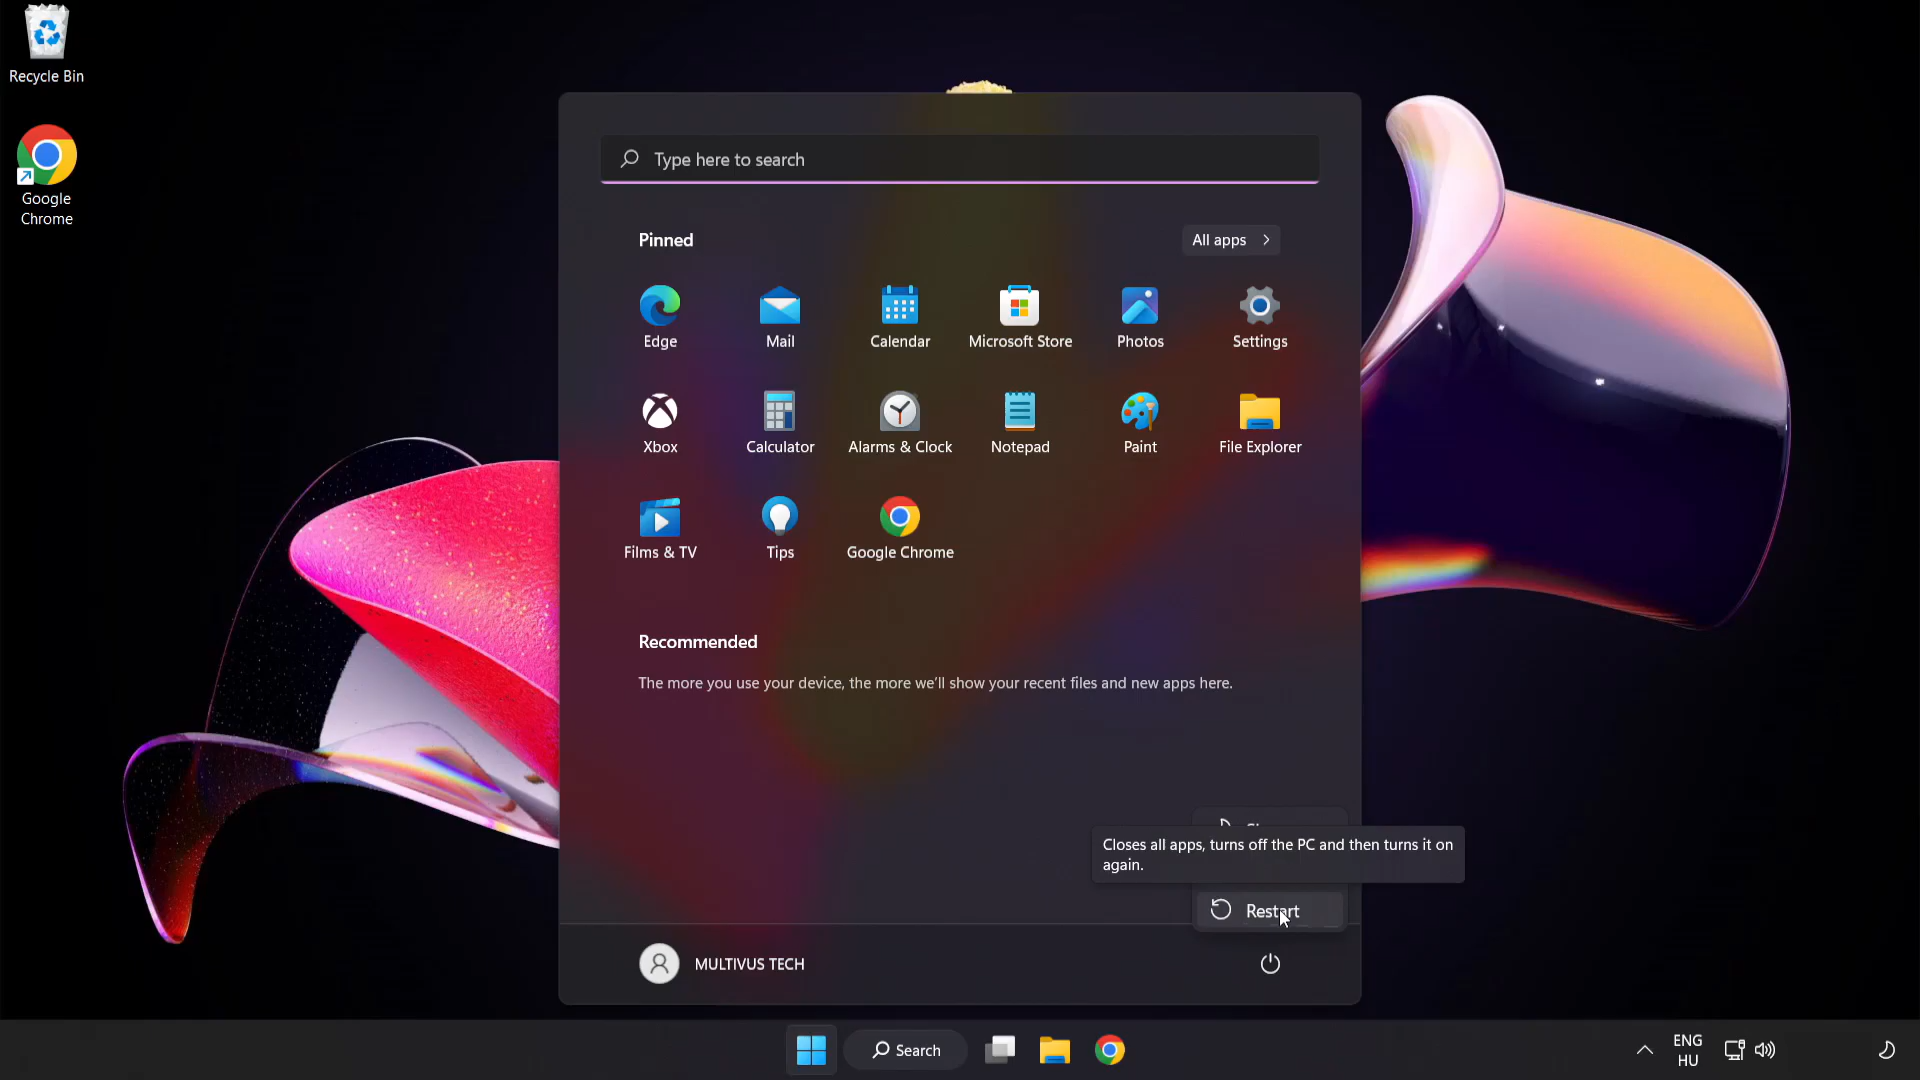 Recycle Bin
Google
Chrome
Type here to search
Pinned
All apps
Edge
Mail
Calendar
Microsoft Store
Photos
Settings
Xbox
Calculator
Alarms & Clock
Notepad
Paint
File Explorer
Films & TV
Tips
Google Chrome
Recommended
The more you use your device, the more we'll show your recent files and new apps here.
Closes all apps, turns off the PC and then turns it on
again.
Restart
MULTIVUS TECH
Search
ENG
HU